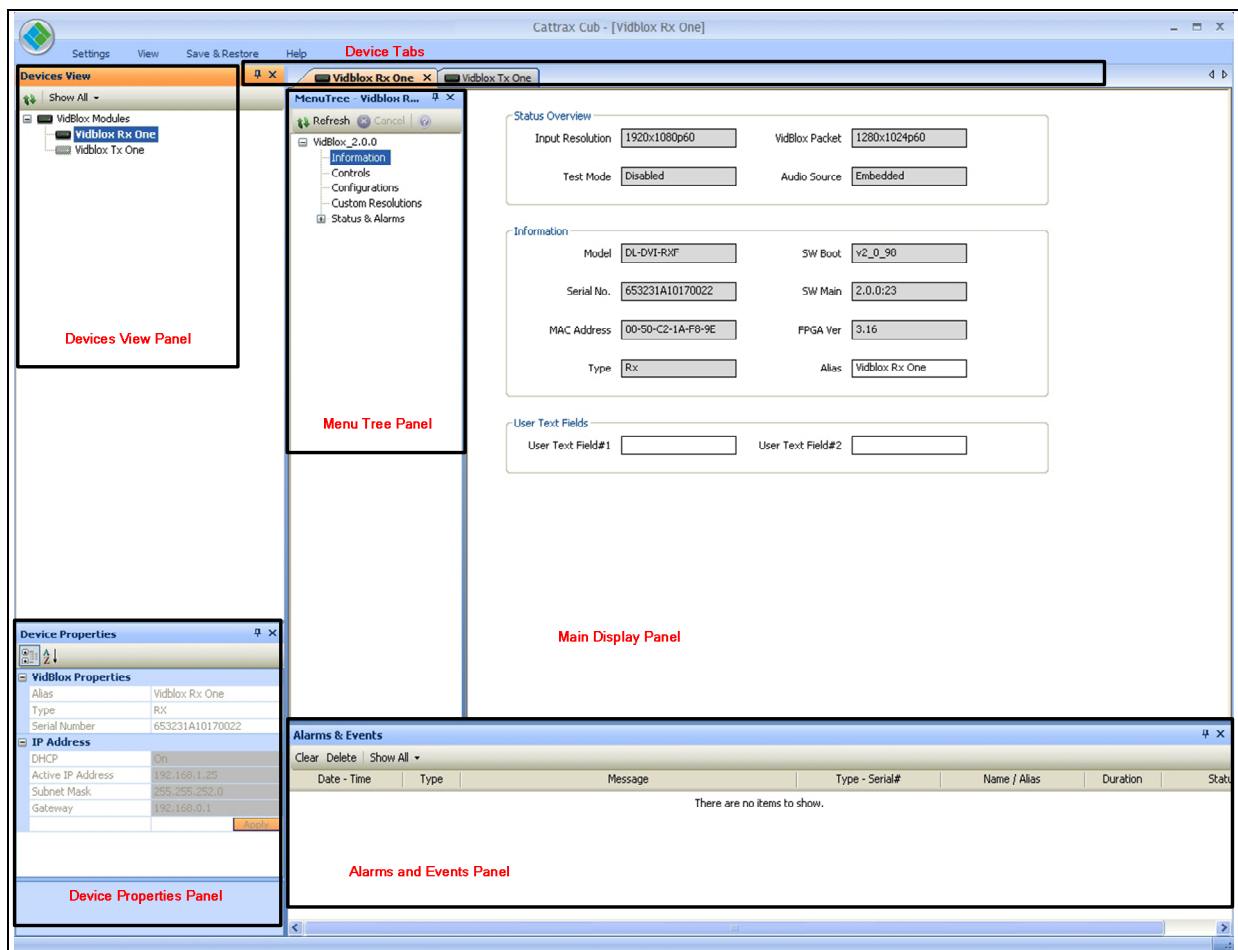 Cattrax Cub - [Vidblox Rx One]
Settings View Save & Restore Help
Device Tabs
Devices View
Vidblox Rx One
Vidblox Tx One
Show All
VidBlox Modules
Vidblox Rx One
Vidblox Tx One
Devices View Panel
MenuTree - Vidblox R...
Refresh Cancel
VidBlox_2.0.0
Information
Controls
Configurations
Custom Resolutions
Status & Alarms
Menu Tree Panel
Status Overview
Input Resolution 1920x1080p60 VidBlox Packet 1280x1024p60
Test Mode Disabled Audio Source Embedded
Information
Model DL-DVI-RXF SW Boot v2_0_90
Serial No. 653231A10170022 SW Main 2.0.0:23
MAC Address 00-50-C2-1A-F8-9E FPGA Ver 3.16
Type Rx Alias Vidblox Rx One
User Text Fields
User Text Field#1 User Text Field#2
Main Display Panel
Device Properties
VidBlox Properties
Alias Vidblox Rx One
Type RX
Serial Number 653231A10170022
IP Address
DHCP On
Active IP Address 192.168.1.25
Subnet Mask 255.255.252.0
Gateway 192.168.0.1
Apply
Device Properties Panel
Alarms & Events
Clear Delete Show All
Date - Time Type Message Type - Serial# Name / Alias Duration Statu
There are no items to show.
Alarms and Events Panel